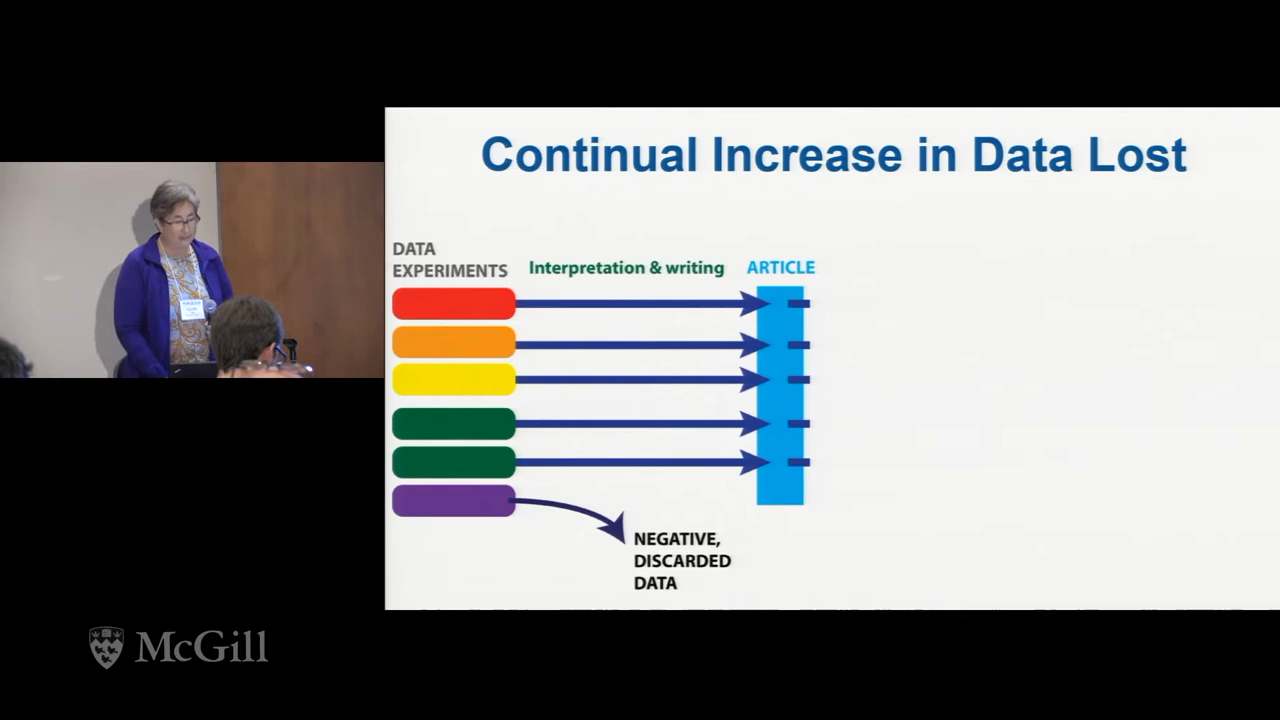 Continual Increase in Data Lost
DATA
EXPERIMENTS
Interpretation & writing
ARTICLE
NEGATIVE,
DISCARDED
DATA
McGill